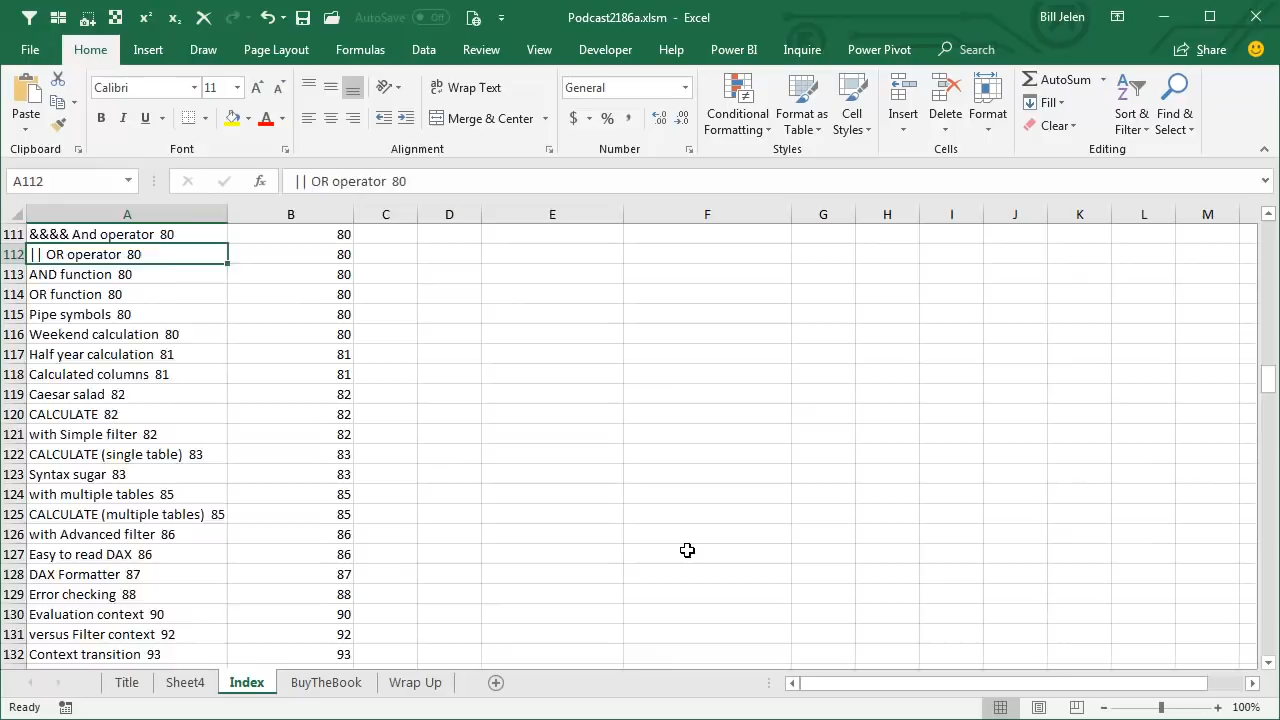 AutoSave Off Podcast2186a.xlsm - Excel Bill Jelen
File Home Insert Draw Page Layout Formulas Data Review View Developer Help Power BI Inquire Power Pivot Search Share
Calibri 11 Wrap Text General AutoSum
Paste Conditional Formatting Format as Table Cell Styles Insert Delete Format Fill Sort & Filter Find & Select
B I U A Merge & Center $ % , Clear
Clipboard Font Alignment Number Styles Cells Editing
A112 fx || OR operator 80
A B C D E F G H I J K L M
111 &&&& And operator 80 80
112 || OR operator 80 80
113 AND function 80 80
114 OR function 80 80
115 Pipe symbols 80 80
116 Weekend calculation 80 80
117 Half year calculation 81 81
118 Calculated columns 81 81
119 Caesar salad 82 82
120 CALCULATE 82 82
121 with Simple filter 82 82
122 CALCULATE (single table) 83 83
123 Syntax sugar 83 83
124 with multiple tables 85 85
125 CALCULATE (multiple tables) 85 85
126 with Advanced filter 86 86
127 Easy to read DAX 86 86
128 DAX Formatter 87 87
129 Error checking 88 88
130 Evaluation context 90 90
131 versus Filter context 92 92
132 Context transition 93 93
Title Sheet4 Index BuyTheBook Wrap Up
Ready 100%